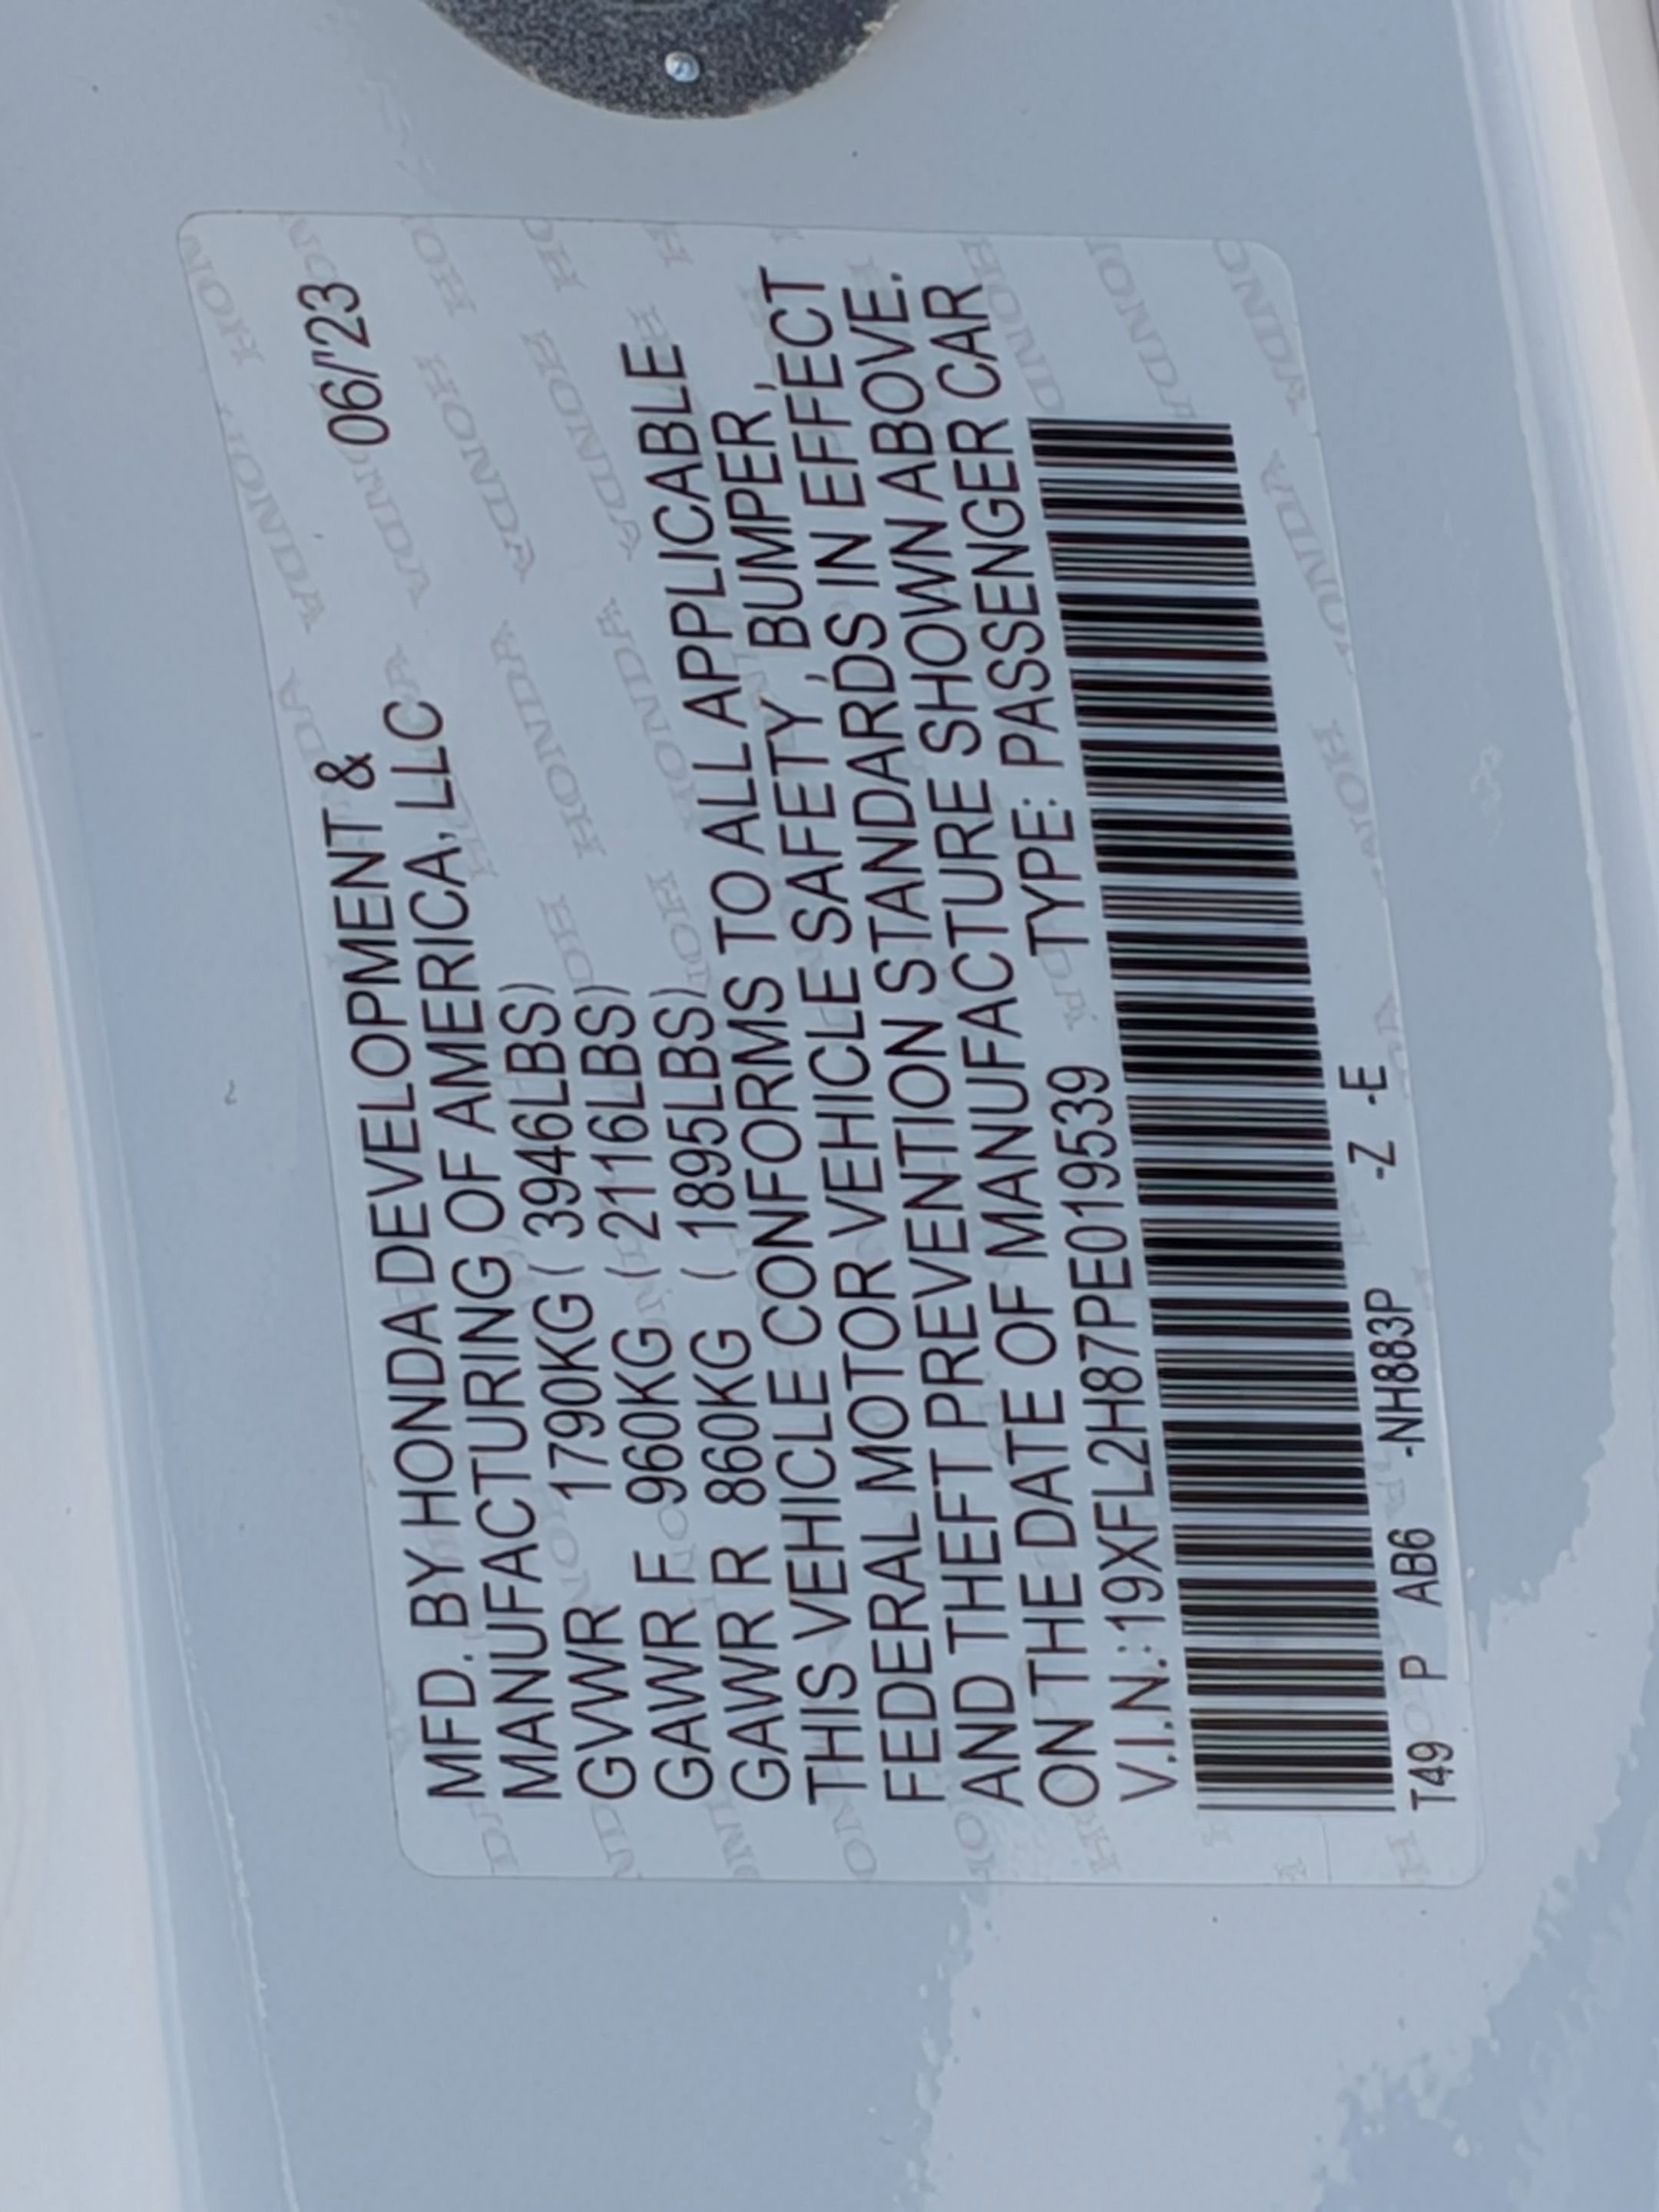 06/'23
MFD. BY HONDA DEVELOPMENT &
MANUFACTURING OF AMERICA, LLC
GVWR 1790KG ( 3946LBS)
GAWR F 960KG ( 2116LBS)
GAWR R 860KG ( 1895LBS)
THIS VEHICLE CONFORMS TO ALL APPLICABLE
FEDERAL MOTOR VEHICLE SAFETY , BUMPER ,
AND THEFT PREVENTION STANDARDS IN EFFECT
ON THE DATE OF MANUFACTURE SHOWN ABOVE.
V.I.N.: 19XFL2H87PE019539 TYPE: PASSENGER CAR
T49 P AB6 -NH883P -Z -E